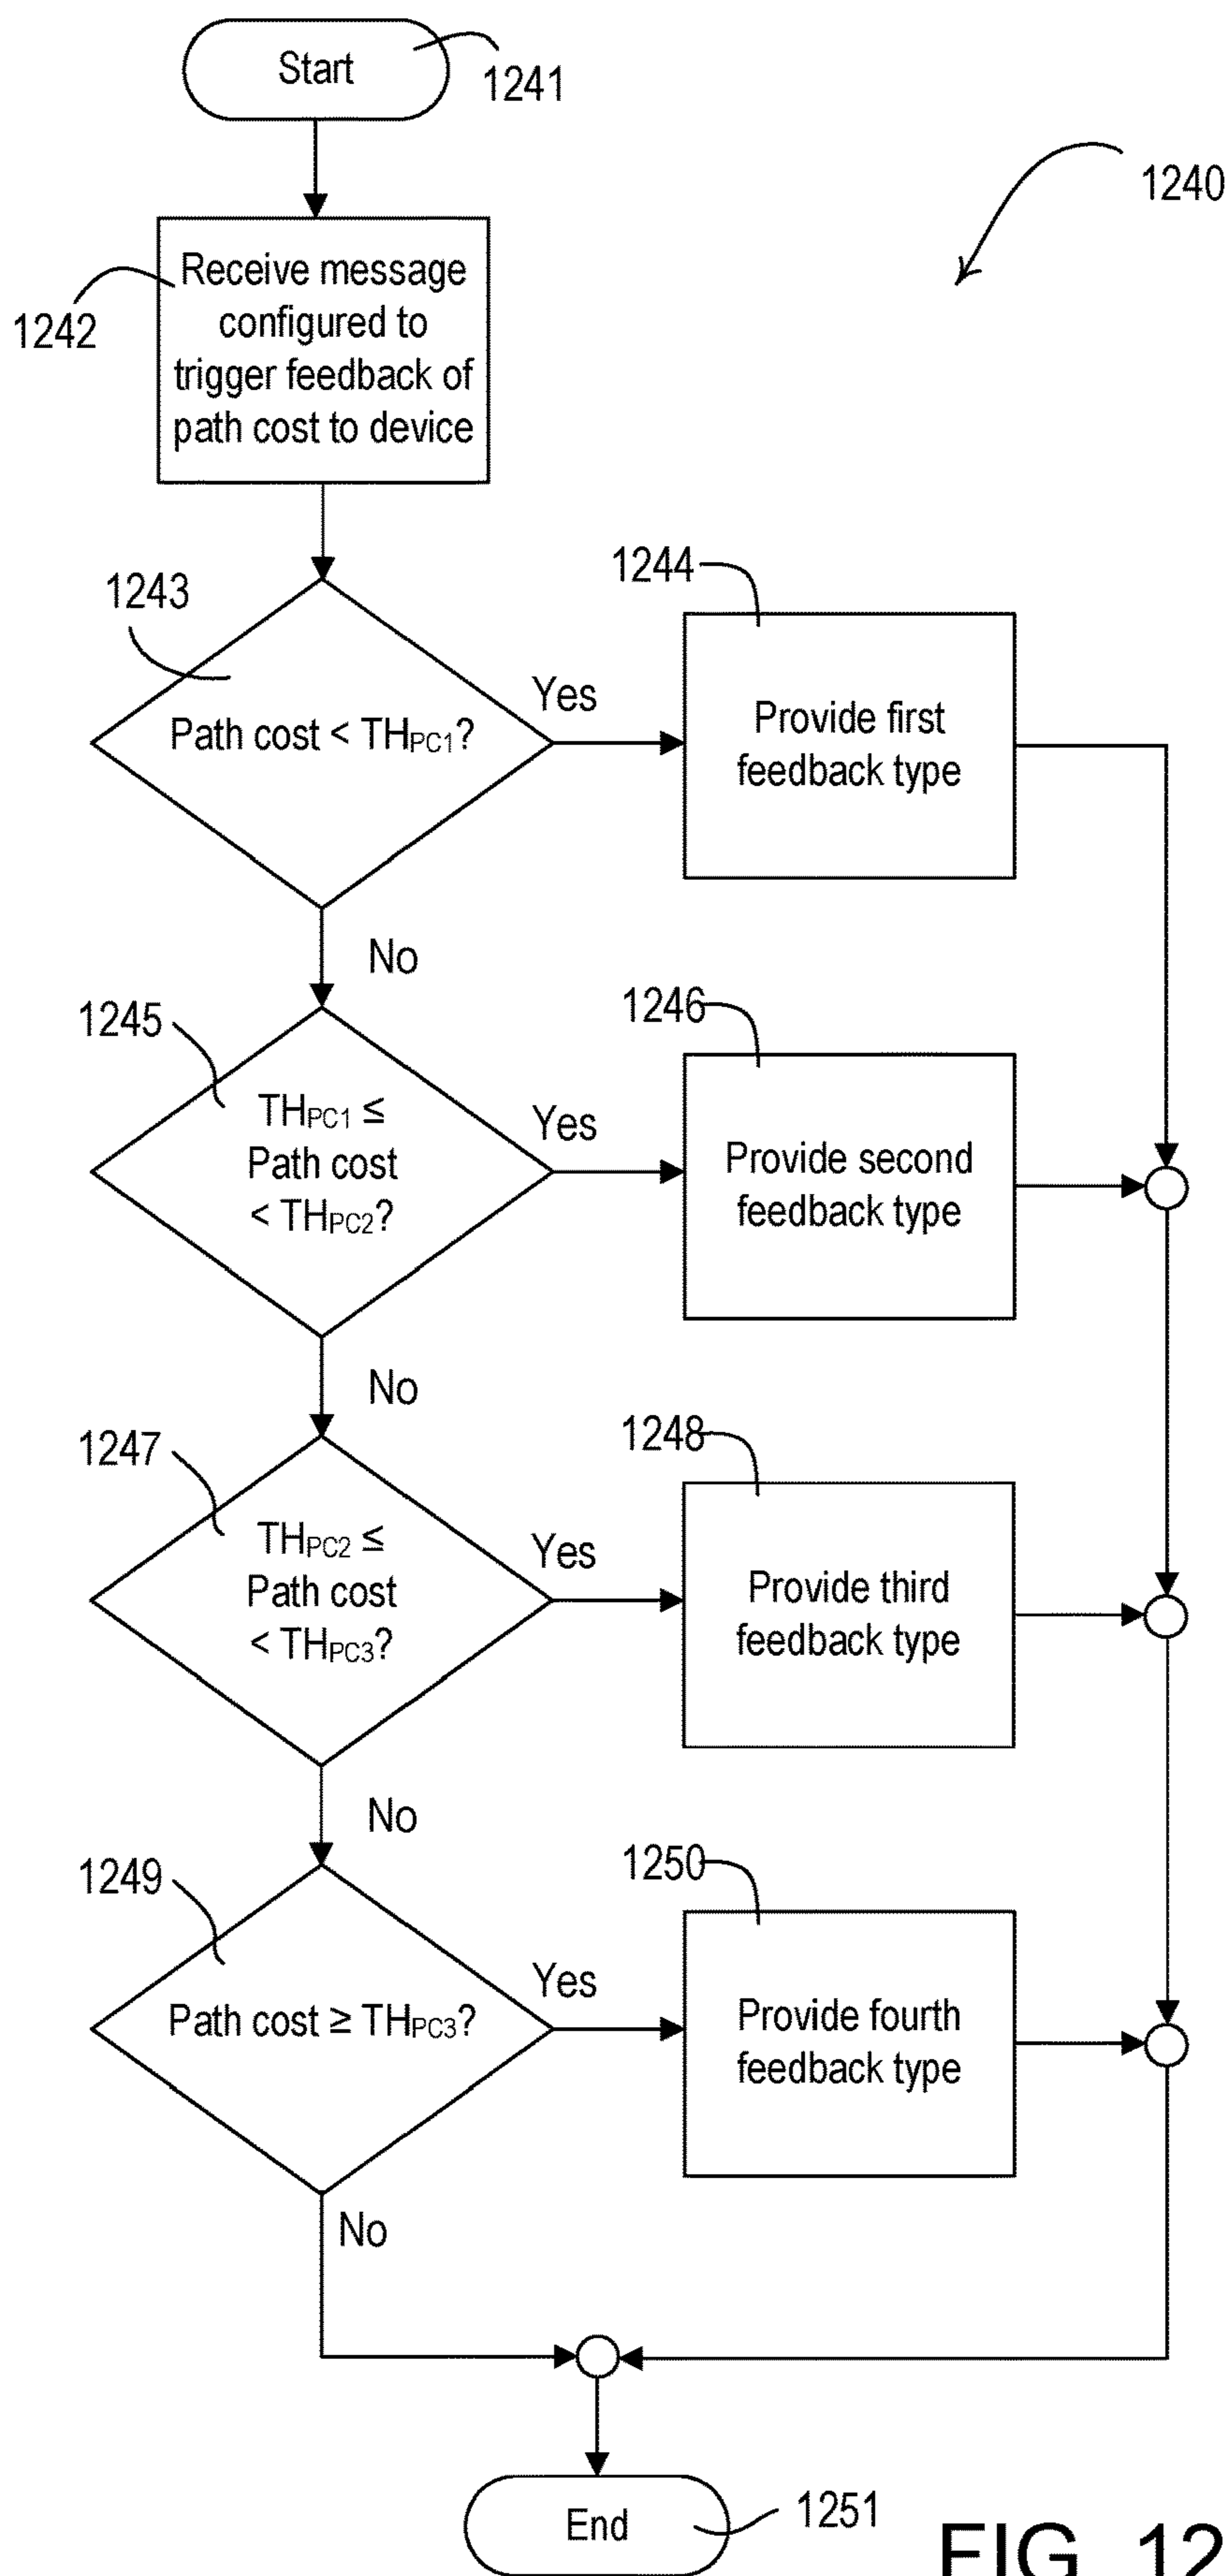 Start
1241
1240
Receive message
configured to
trigger feedback of
path cost to device
1242
1243
Path cost < THPC1?
Yes
1244
Provide first
feedback type
No
1245
THPC1 ≤
Path cost
< THPC2?
Yes
1246
Provide second
feedback type
No
1247
THPC2 ≤
Path cost
< THPC3?
Yes
1248
Provide third
feedback type
No
1249
Path cost ≥ THPC3?
Yes
1250
Provide fourth
feedback type
No
End
1251
FIG. 12